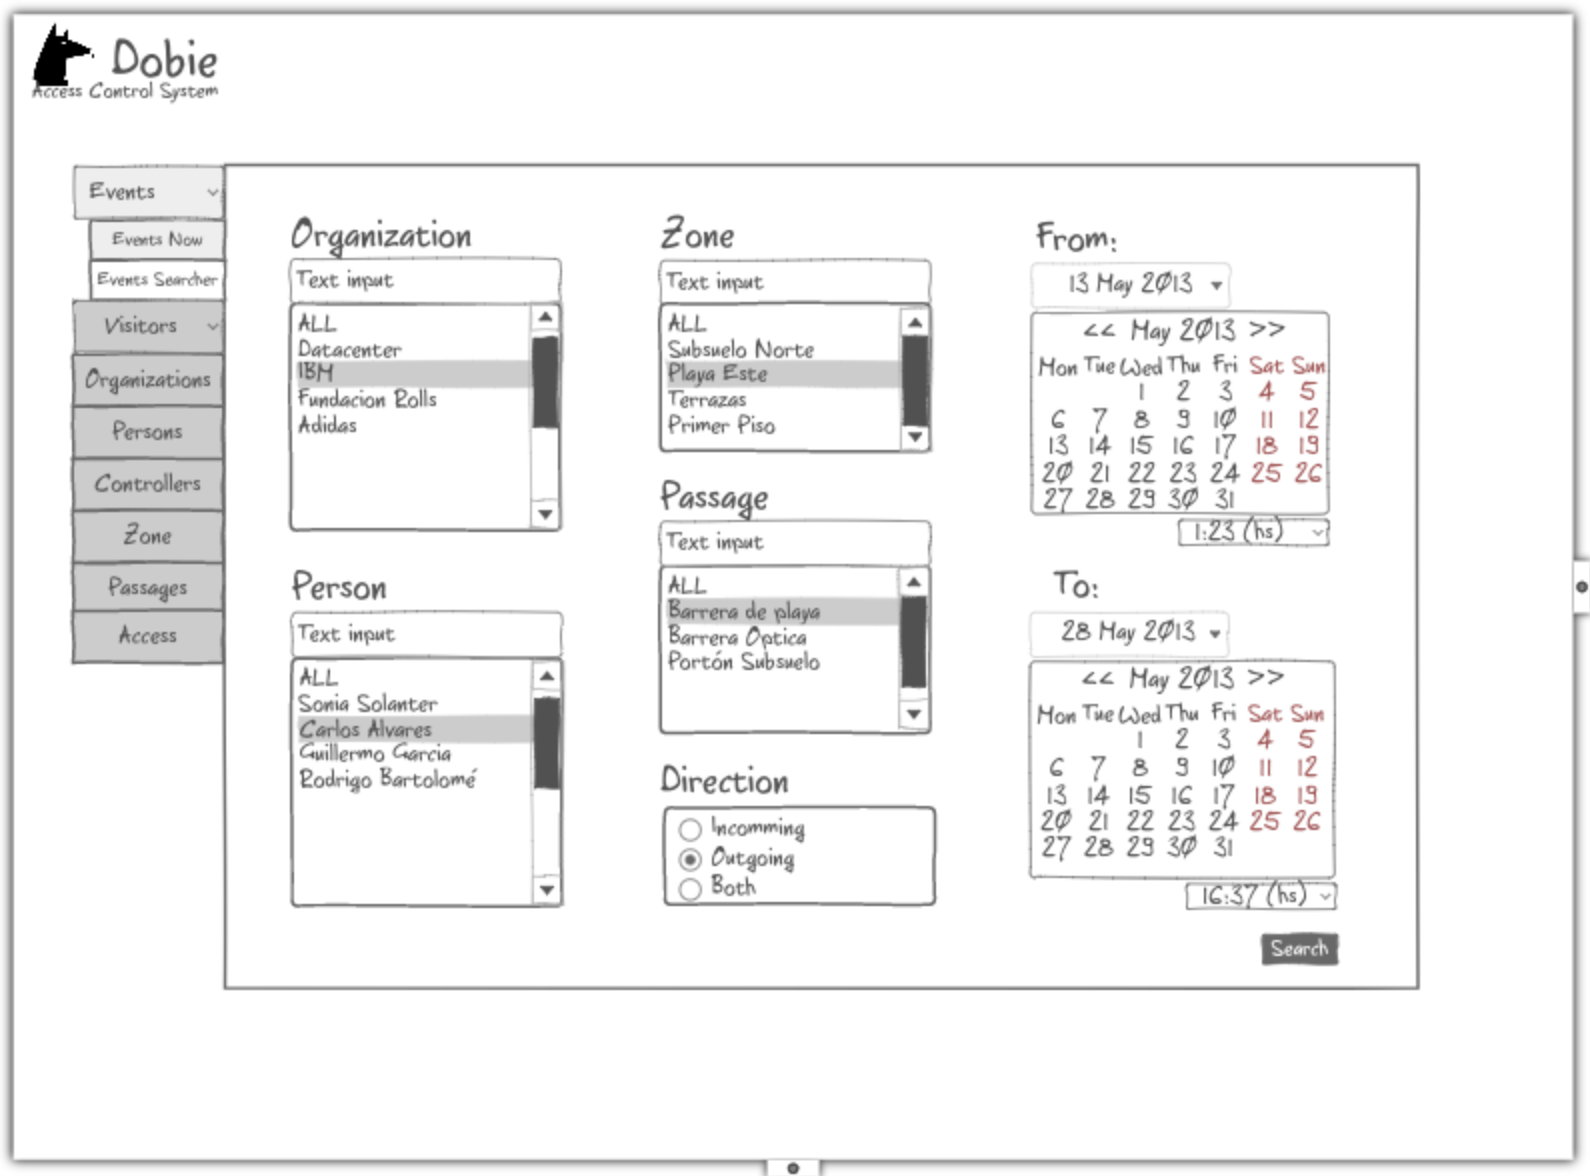 Dobie
Access Control System
Events
Events Now
Events Searcher
Visitors
Organizations
Persons
Controllers
Zone
Passages
Access
Organization
Text input
ALL
Datacenter
IBM
Fundacion Rolls
Adidas
Person
Text input
ALL
Sonia Solanter
Carlos Alvares
Guillermo Garcia
Rodrigo Bartolomé
Zone
Text input
ALL
Subsuelo Norte
Playa Este
Terrazas
Primer Piso
Passage
Text input
ALL
Barrera de playa
Barrera Optica
Portón Subsuelo
Direction
Incomming
Outgoing
Both
From:
13 May 2013
<< May 2013 >>
Mon Tue Wed Thu Fri Sat Sun
1 2 3 4 5
6 7 8 9 10 11 12
13 14 15 16 17 18 19
20 21 22 23 24 25 26
27 28 29 30 31
1:23 (hs)
To:
28 May 2013
<< May 2013 >>
Mon Tue Wed Thu Fri Sat Sun
1 2 3 4 5
6 7 8 9 10 11 12
13 14 15 16 17 18 19
20 21 22 23 24 25 26
27 28 29 30 31
16:37 (hs)
Search